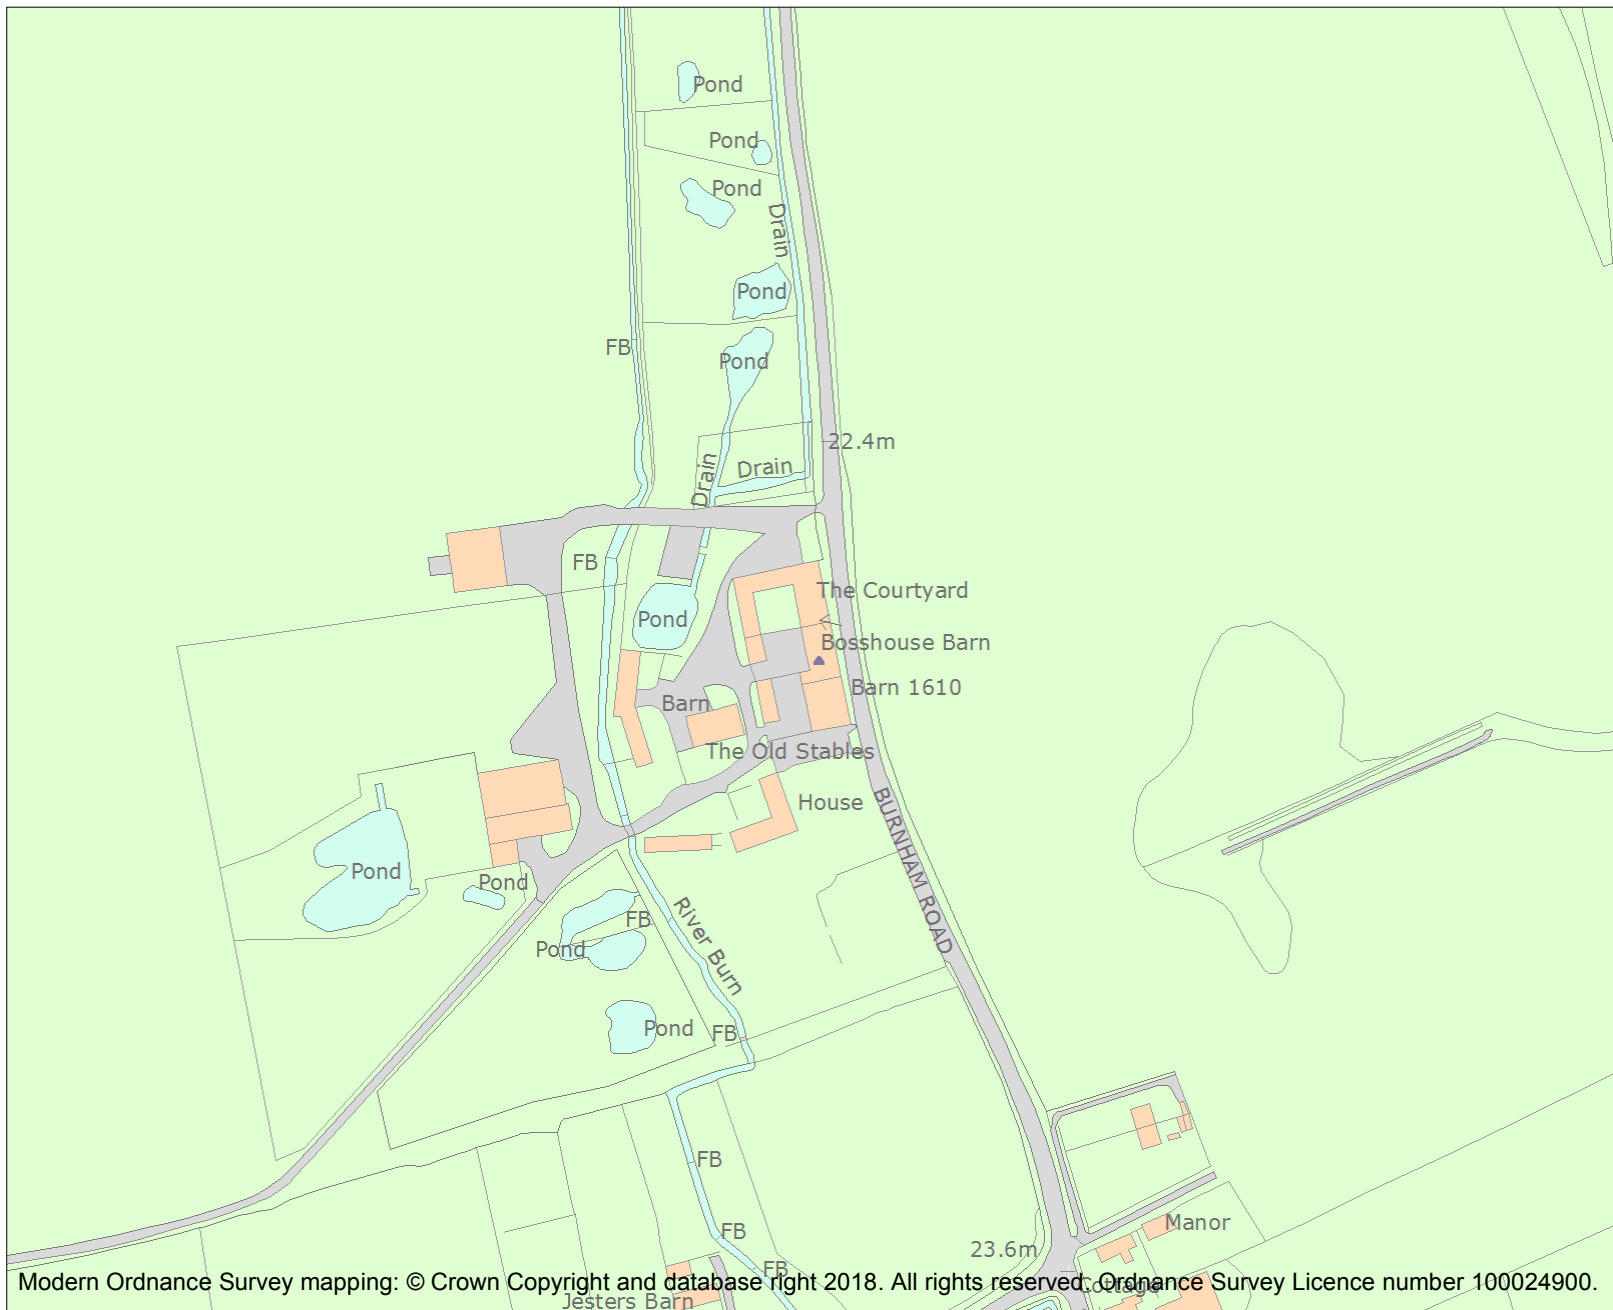 Pond
Pond
Pond
Drain
Pond
FB
Pond
22.4m
Drain
Drain
FB
The Courtyard
Pond
Bosshouse Barn
Barn 1610
Barn
The Old Stables
House
BURNHAM ROAD
Pond
Pond
FB
River Burn
Pond
Pond
FB
FB
Manor
FB
23.6m
FB
Modern Ordnance Survey mapping: © Crown Copyright and database right 2018. All rights reserved. Ordnance Survey Licence number 100024900.
Cottage
Jesters Barn